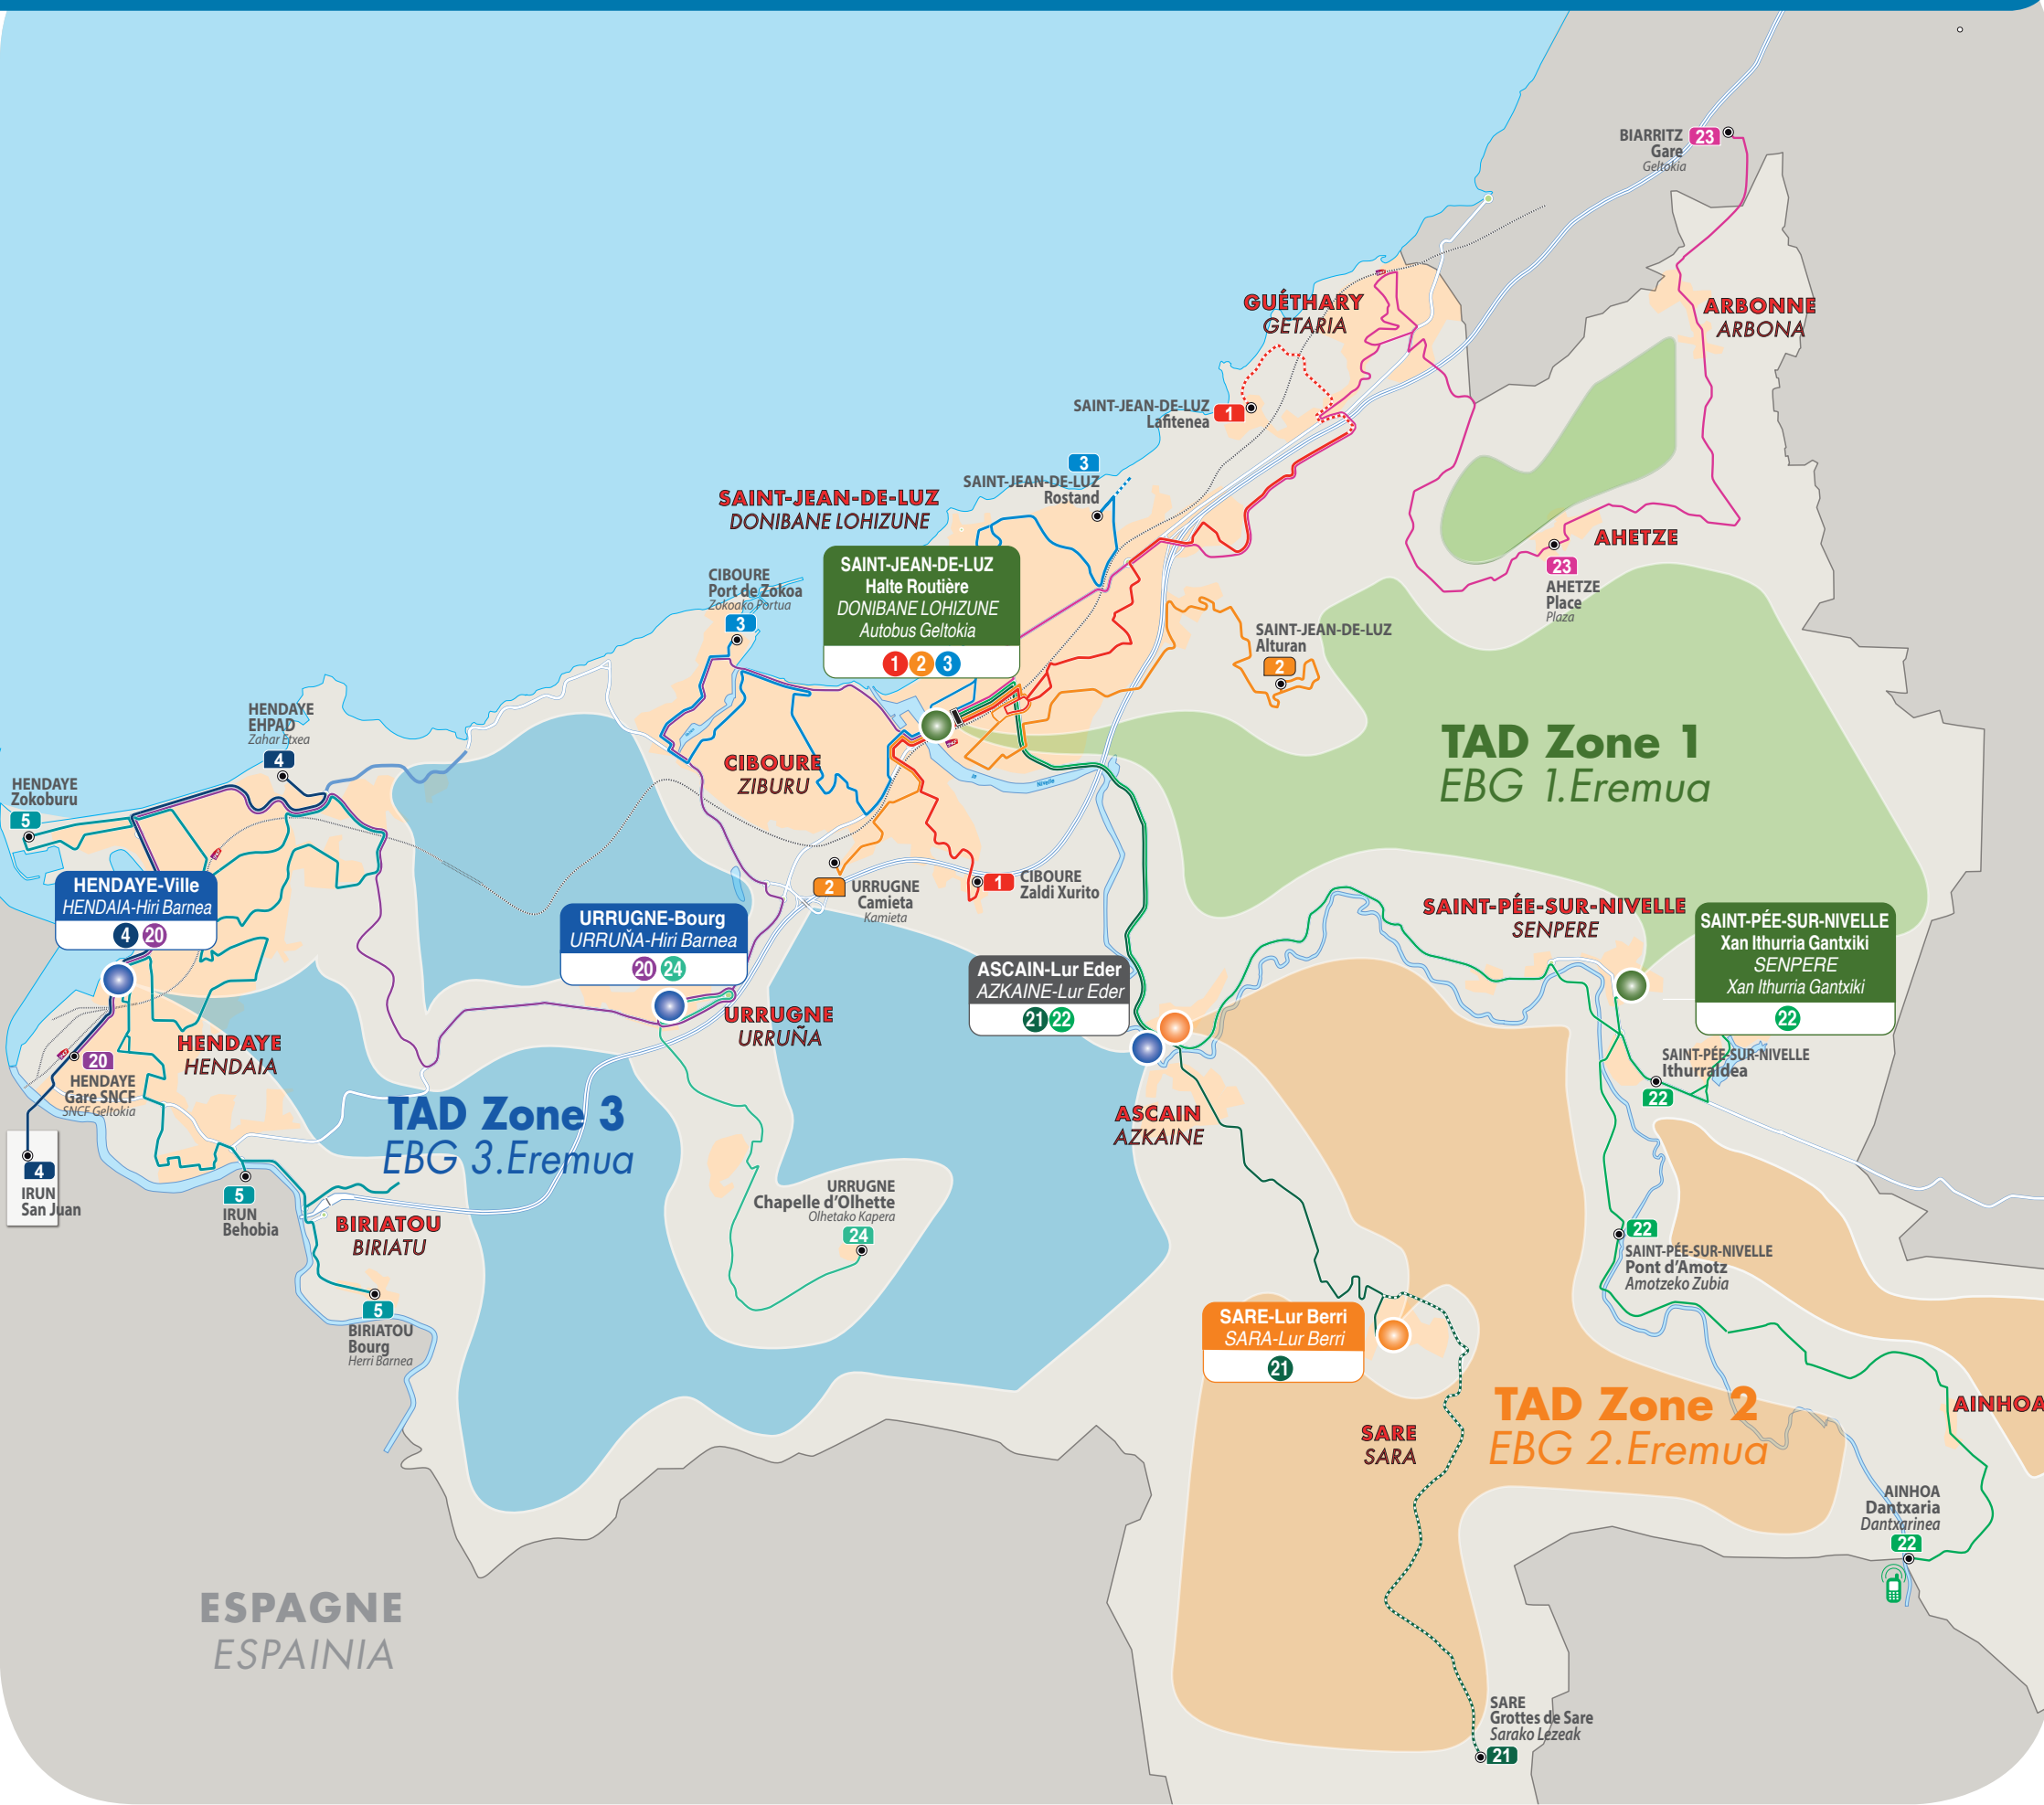 BIARRITZ
23
Gare
Geltokia
GUÉTHARY
GETARIA
ARBONNE
ARBONA
SAINT-JEAN-DE-LUZ
Lafitenea
1
3
SAINT-JEAN-DE-LUZ
Rostand
SAINT-JEAN-DE-LUZ
DONIBANE LOHIZUNE
AHETZE
23
AHETZE
Place
Plaza
SAINT-JEAN-DE-LUZ
Halte Routière
DONIBANE LOHIZUNE
Autobus Geltokia
1 2 3
CIBOURE
Port de Zokoa
Zokoako Portua
3
SAINT-JEAN-DE-LUZ
Alturan
2
HENDAYE
EHPAD
Zahar Etxea
4
TAD Zone 1
EBG 1.Eremua
CIBOURE
ZIBURU
HENDAYE
Zokoburu
5
HENDAYE-Ville
HENDAIA-Hiri Barnea
4 20
2
URRUGNE
Camieta
Kamieta
1
CIBOURE
Zaldi Xurito
URRUGNE-Bourg
URRUÑA-Hiri Barnea
20 24
SAINT-PÉE-SUR-NIVELLE
SENPERE
SAINT-PÉE-SUR-NIVELLE
Xan Ithurria Gantxiki
SENPERE
Xan Ithurria Gantxiki
22
ASCAIN-Lur Eder
AZKAINE-Lur Eder
21 22
URRUGNE
URRUÑA
HENDAYE
HENDAIA
20
HENDAYE
Gare SNCF
SNCF Geltokia
SAINT-PÉE-SUR-NIVELLE
Ithurraldea
22
TAD Zone 3
EBG 3.Eremua
ASCAIN
AZKAINE
4
IRUN
San Juan
5
IRUN
Behobia
URRUGNE
Chapelle d'Olhette
Olhetako Kapera
24
BIRIATOU
BIRIATU
22
SAINT-PÉE-SUR-NIVELLE
Pont d'Amotz
Amotzeko Zubia
5
BIRIATOU
Bourg
Herri Barnea
SARE-Lur Berri
SARA-Lur Berri
21
TAD Zone 2
EBG 2.Eremua
AINHOA
SARE
SARA
AINHOA
Dantxaria
Dantxarinea
22
ESPAGNE
ESPAINIA
SARE
Grottes de Sare
Sarako Lezeak
21